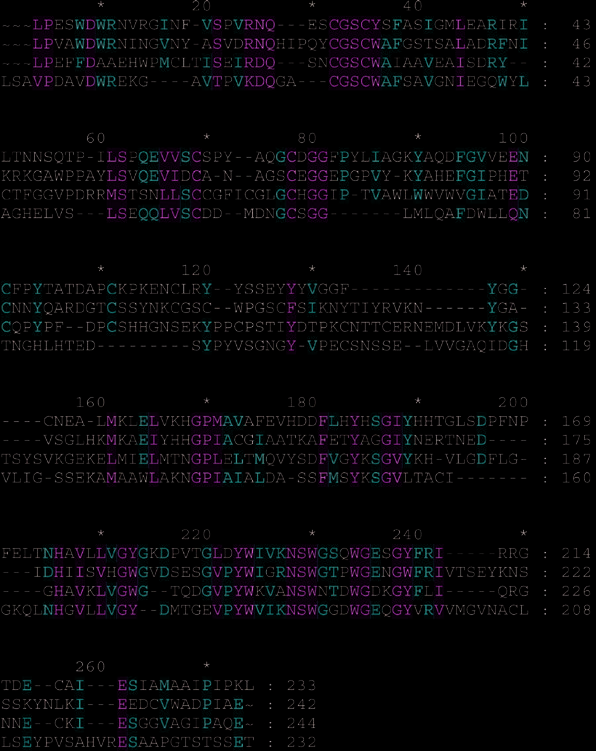 20 * 40 *
~~~LPESWDWRNVRGINF-VSPVRNQ---ESCGSCYSFASIGMLEARIRI : 43
~~~LPVAWDWRNINGVNY-ASVDRNQHIPQYCGSCWAFGSTSALADRFNI : 46
~~~LPEFFDAAEHWPMCLTISEIRDQ---SNCGSCWAIAAVEAISDRY-- : 42
LSAVPDAVDWREKG----AVTPVKDQGA---CGSCWAFSAVGNIEGQWYL : 43
60 * 80 * 100
LTNNSQTP-ILSPQEVVSCSPY--AQGCDGGFPYLIAGKYAQDFGVVEEN : 90
KRKGAWPPAYLSVQEVIDCA-N--AGSCEGGEPGPVY-KYAHEFGIPHET : 92
CTFGGVPDRRMSTSNLLSCCGFICGLGCHGGIP-TVAWLWWVWVGIATED : 91
AGHELVS---LSEQQLVSCDD--MDNGCSGG-------LMLQAFDWLLQN : 81
* 120 * 140 *
CFPYTATDAPCKPKENCLRY--YSSEYYYVGGF-------------YGG- : 124
CNNYQARDGTCSSYNKCGSC--WPGSCFSIKNYTIYRVKN------YGA- : 133
CQPYPF--DPCSHHGNSEKYPPCPSTIYDTPKCNTTCERNEMDLVKYKGS : 139
TNGHLHTED---------SYPYVSGNGY-VPECSNSSE--LVVGAQIDGH : 119
160 * 180 * 200
----CNEA-LMKLELVKHGPMAVAFEVHDDFLHYHSGIYHHTGLSDPFNP : 169
----VSGLHKMKAEIYHHGPIACGIAATKAFETYAGGIYNERTNED---- : 175
TSYSVKGEKELMIELMTNGPLELTMQVYSDFVGYKSGVYKH-VLGDFLG- : 187
VLIG-SSEKAMAAWLAKNGPIAIALDA-SSFMSYKSGVLTACI------- : 160
* 220 * 240 *
FELTNHAVLLVGYGKDPVTGLDYWIVKNSWGSQWGESGYFRI-----RRG : 214
---IDHIISVHGWGVDSESGVPYWIGRNSWGTPWGENGWFRIVTSEYKNS : 222
----GHAVKLVGWG--TQDGVPYWKVANSWNTDWGDKGYFLI-----QRG : 226
GKQLNHGVLLVGY--DMTGEVPYWVIKNSWGGDWGEQGYVRVVMGVNACL : 208
260 *
TDE--CAI---ESIAMAAIPIPKL : 233
SSKYNLKI---EEDCVWADPIAE~ : 242
NNE--CKI---ESGGVAGIPAQE~ : 244
LSEYPVSAHVRESAAPGTSTSSET : 232